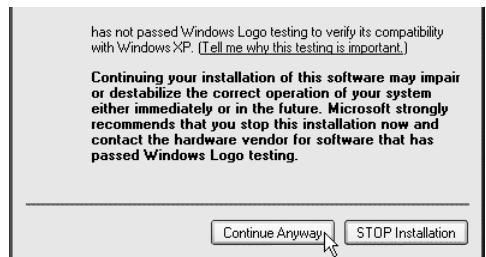 has not passed Windows Logo testing to verify its compatibility
with Windows XP. (Tell me why this testing is important.)
Continuing your installation of this software may impair
or destabilize the correct operation of your system
either immediately or in the future. Microsoft strongly
recommends that you stop this installation now and
contact the hardware vendor for software that has
passed Windows Logo testing.
Continue Anyway STOP Installation